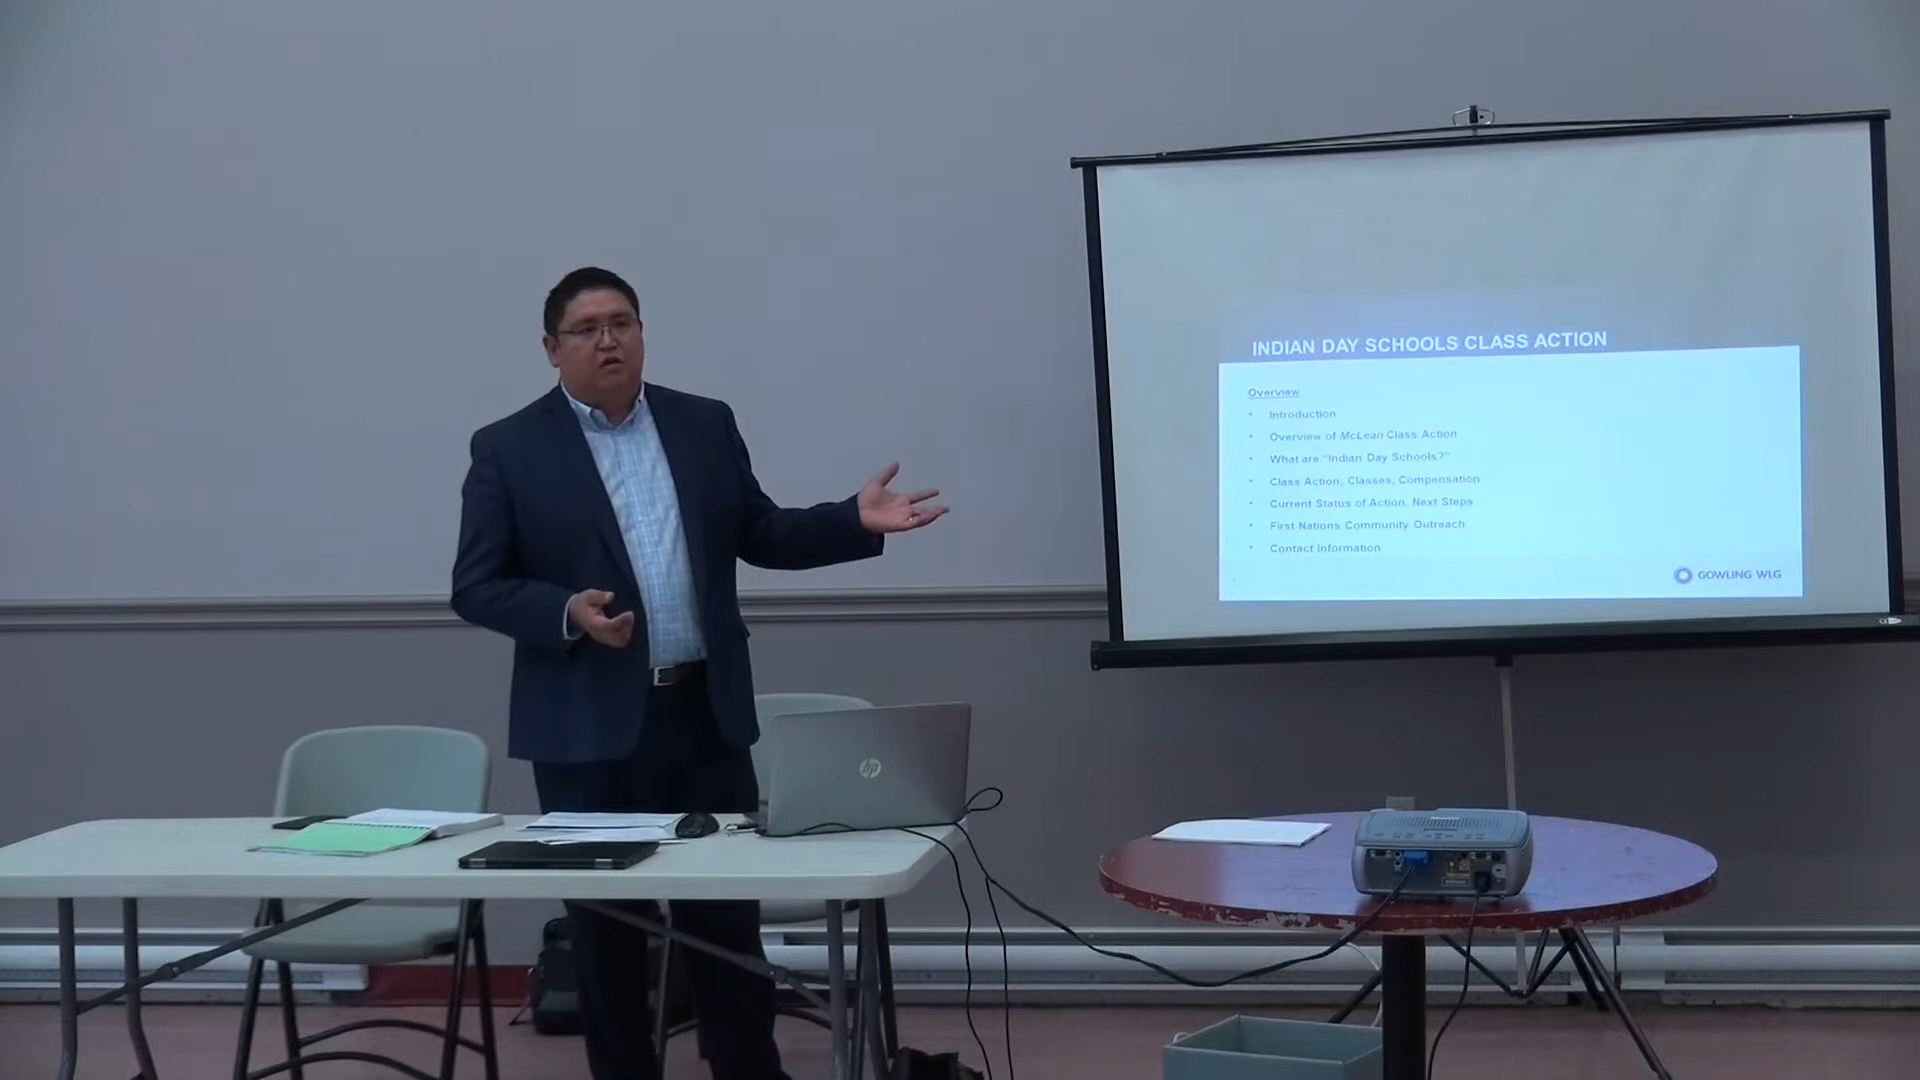 INDIAN DAY SCHOOLS CLASS ACTION
Overview
• Introduction
• Overview of McLean Class Action
• What are “Indian Day Schools?”
• Class Action, Classes, Compensation
• Current Status of Action, Next Steps
• First Nations Community Outreach
• Contact Information
GOWLING WLG
hp